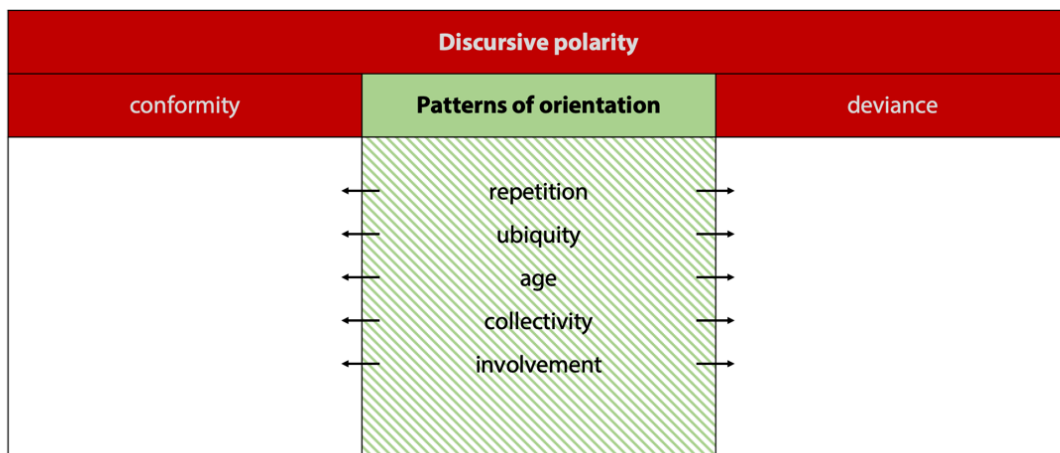 Discursive polarity
conformity
Patterns of orientation
deviance
repetition
ubiquity
age
collectivity
involvement